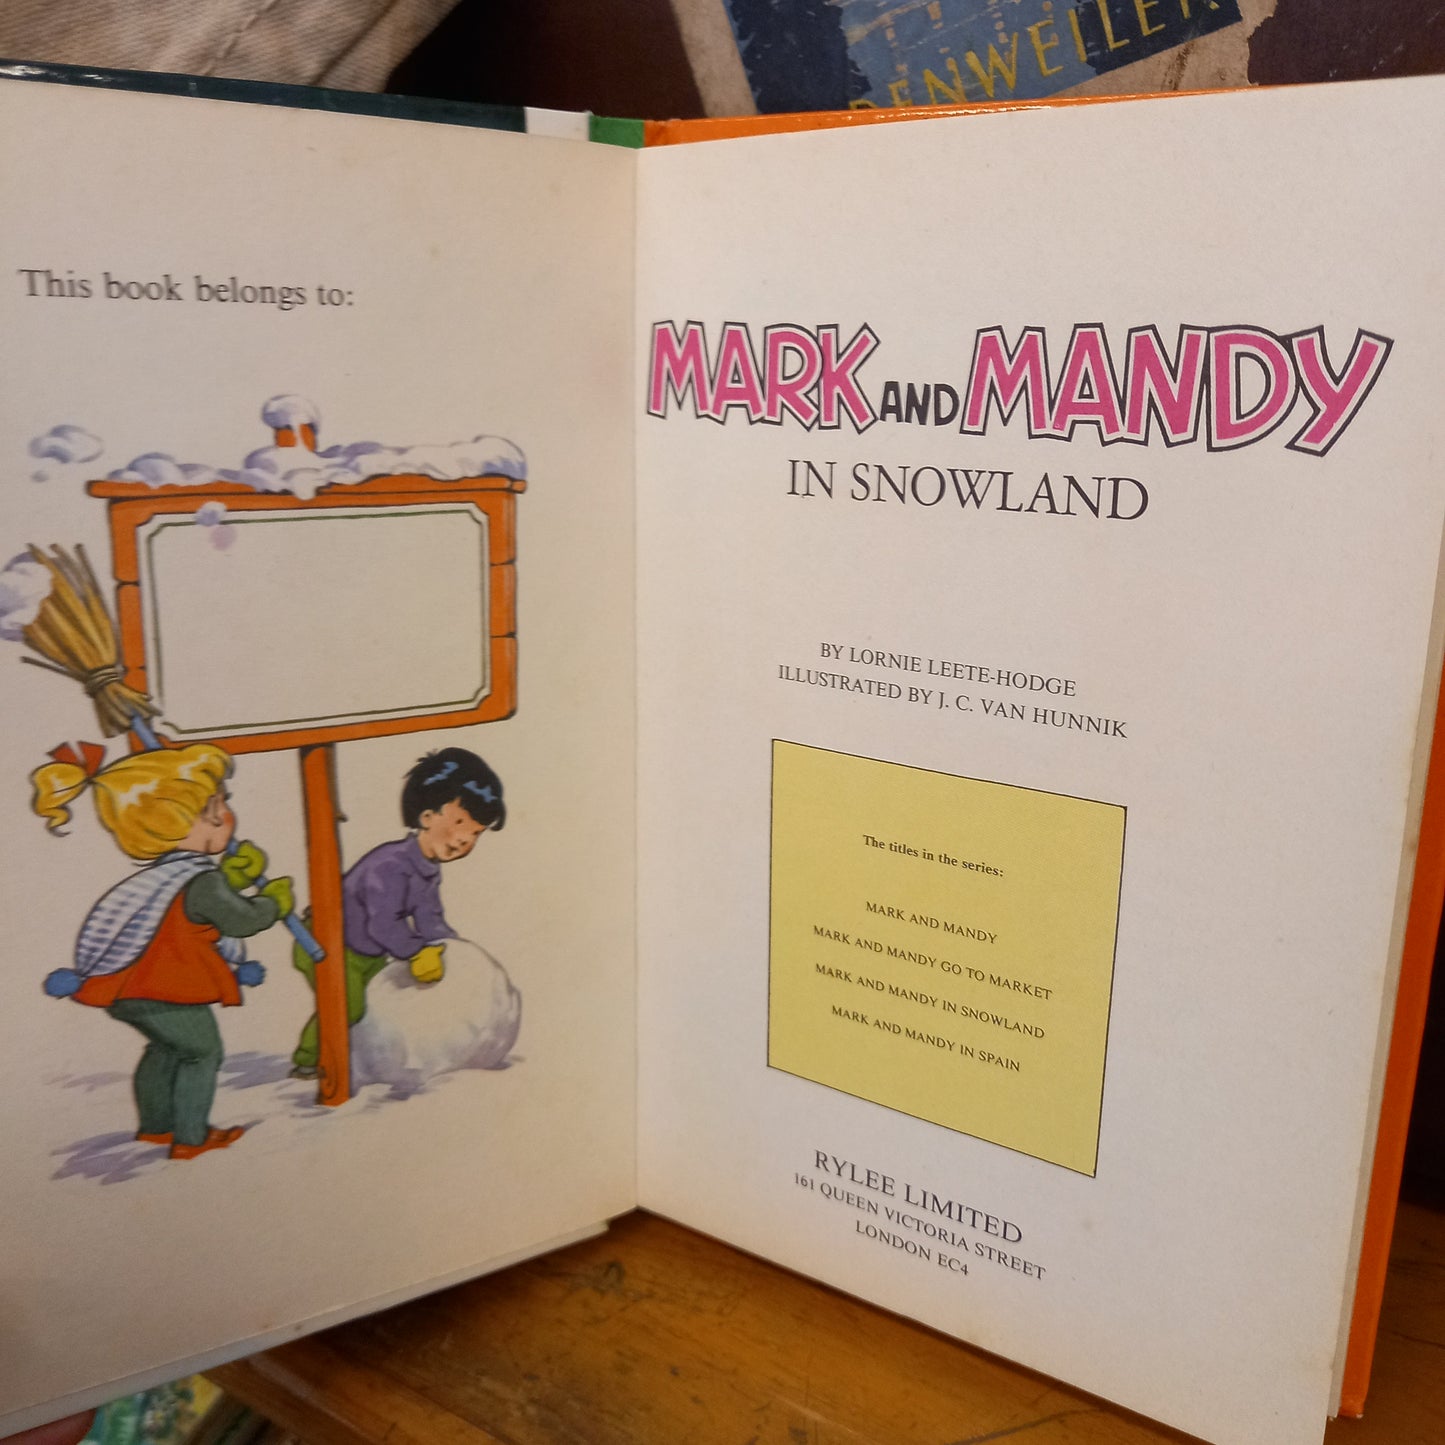 This book belongs to:
MARK AND MANDY
IN SNOWLAND
BY LORNIE LEETE-HODGE
ILLUSTRATED BY J. C. VAN HUNNIK
The titles in the series:
MARK AND MANDY
MARK AND MANDY GO TO MARKET
MARK AND MANDY IN SNOWLAND
MARK AND MANDY IN SPAIN
RYLEE LIMITED
161 QUEEN VICTORIA STREET
LONDON EC4